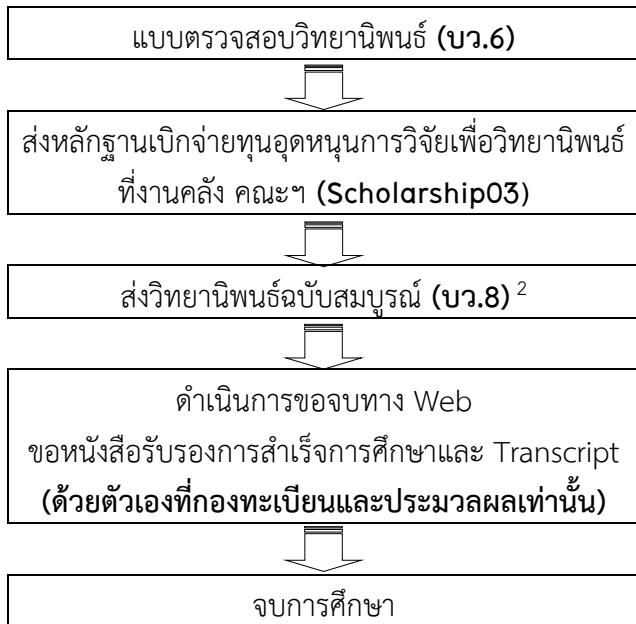 แบบตรวจสอบวิทยานิพนธ์ (บว.6)
ส่งหลักฐานเบิกจ่ายทุนอุดหนุนการวิจัยเพื่อวิทยานิพนธ์
ที่งานคลัง คณะฯ (Scholarship03)
ส่งวิทยานิพนธ์ฉบับสมบูรณ์ (บว.8) ²
ดำเนินการขอจบทาง Web
ขอหนังสือรับรองการสำเร็จการศึกษาและ Transcript
(ด้วยตัวเองที่กองทะเบียนและประมวลผลเท่านั้น)
จบการศึกษา